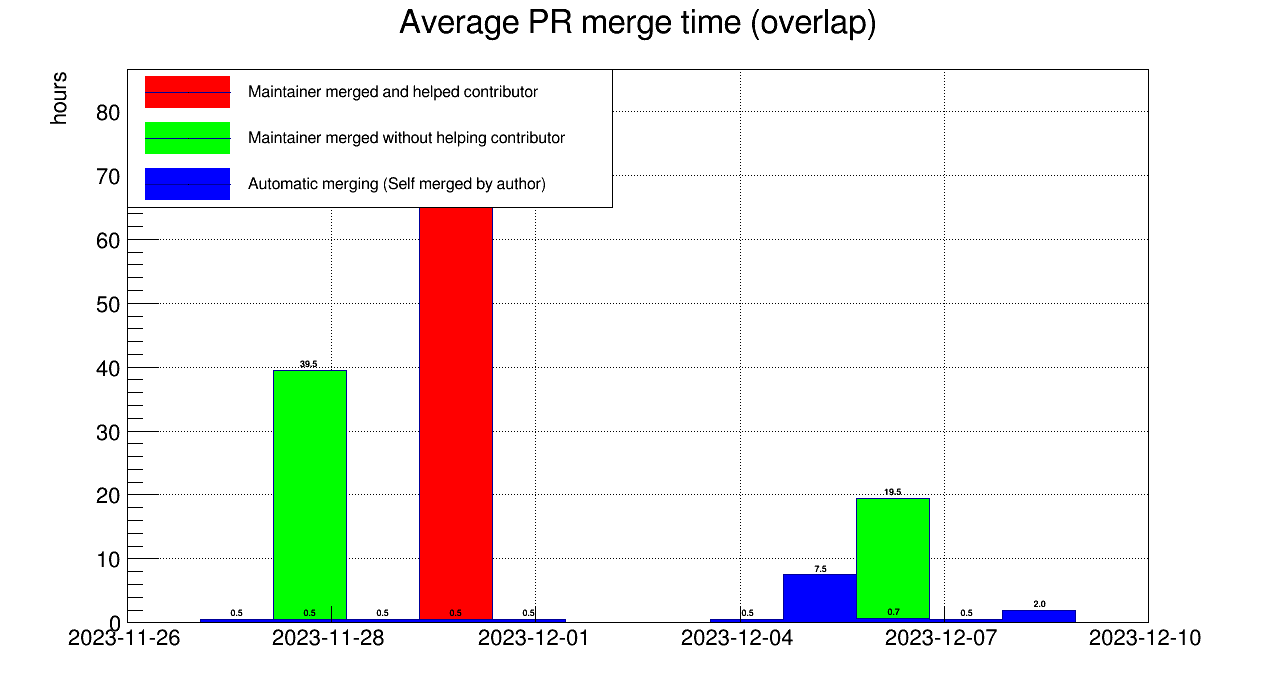 Average PR merge time (overlap)
hours
Maintainer merged and helped contributor
Maintainer merged without helping contributor
Automatic merging (Self merged by author)
80
70
60
50
40
30
20
10
0
39.5
19.5
7.5
2.0
0.5 0.5 0.5 0.5 0.5 0.5 0.7 0.5
2023-11-26 2023-11-28 2023-12-01 2023-12-04 2023-12-07 2023-12-10